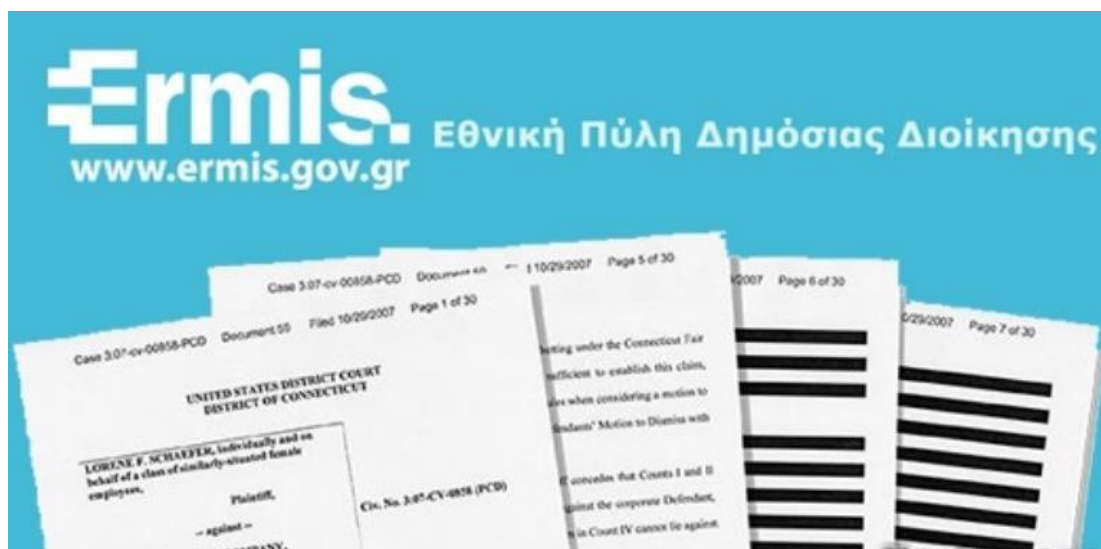 Ermis.
www.ermis.gov.gr
Εθνική Πύλη Δημόσιας Διοίκησης
Case 3:07-cv-00858-PCD Document 10/29/2007 Page 5 of 30
2007 Page 6 of 30
/29/2007 Page 7 of 30
Case 3:07-cv-00858-PCD Document 55 Filed 10/29/2007 Page 1 of 30
UNITED STATES DISTRICT COURT
DISTRICT OF CONNECTICUT
LORENE F. SCHAEFER, individually and on
behalf of a class of similarly-situated female
employees,
Plaintiff,
-- against --
COMPANY,
Civ. No. 3:07-CV-0858 (PCD)
under the Connecticut Fair
sufficient to establish this claim,
when considering a motion to
Motion to Dismiss with
concedes that Counts I and II
against the corporate Defendant,
in Count IV cannot lie against